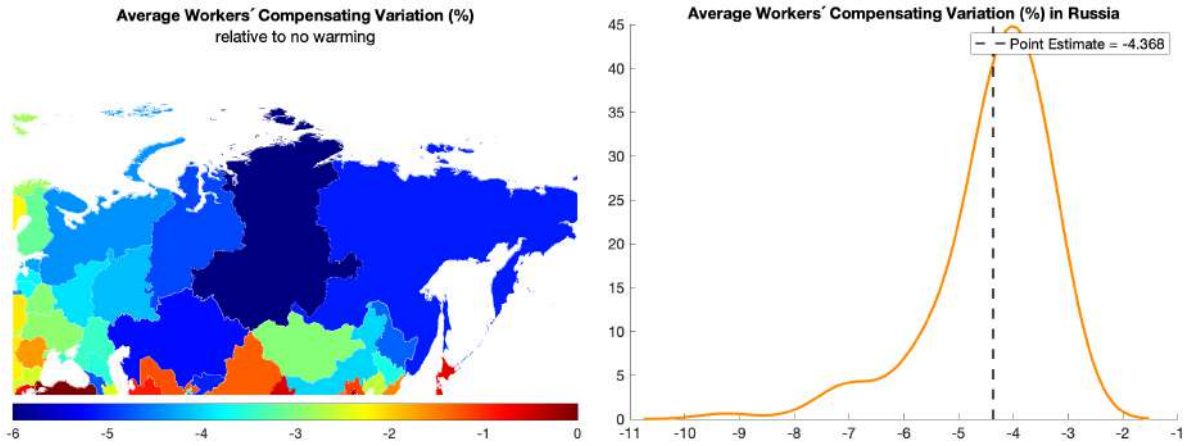 Average Workers´ Compensating Variation (%)
relative to no warming
-6 -5 -4 -3 -2 -1 0
Average Workers´ Compensating Variation (%) in Russia
Point Estimate = -4.368
45
40
35
30
25
20
15
10
5
0
-11 -10 -9 -8 -7 -6 -5 -4 -3 -2 -1